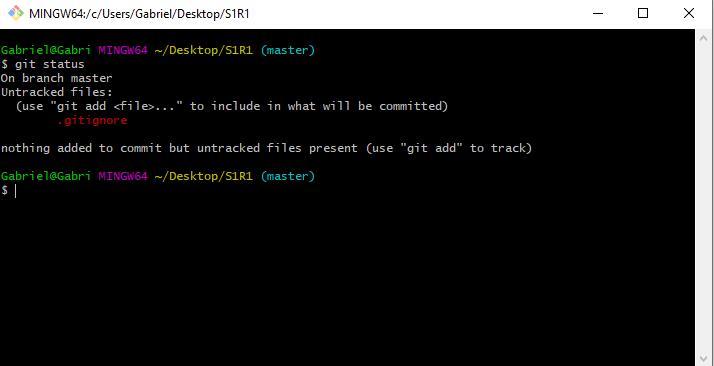 MINGW64:/c/Users/Gabriel/Desktop/S1R1
Gabriel@Gabri MINGW64 ~/Desktop/S1R1 (master)
$ git status
On branch master
Untracked files:
  (use "git add <file>..." to include in what will be committed)
        .gitignore

nothing added to commit but untracked files present (use "git add" to track)

Gabriel@Gabri MINGW64 ~/Desktop/S1R1 (master)
$